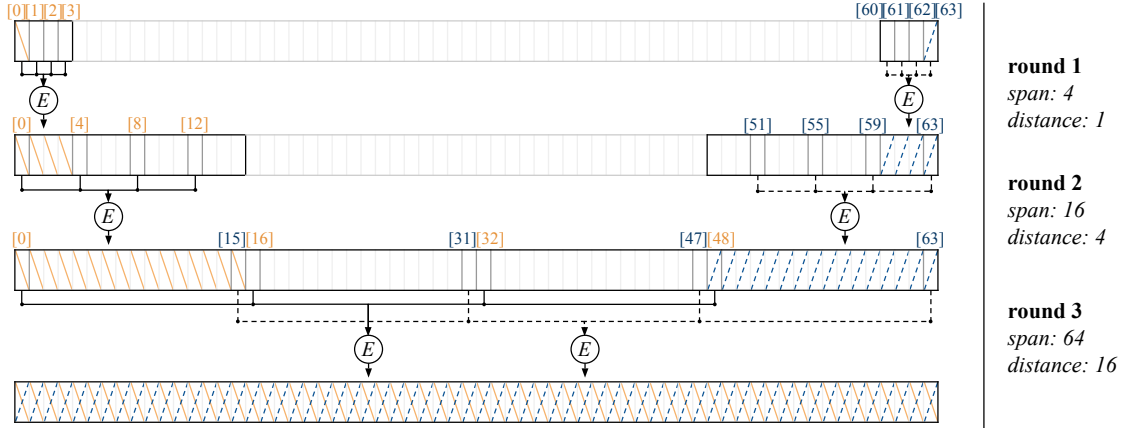 [0][1][2][3] [60][61][62][63]
E E
[0] [4] [8] [12] [51] [55] [59] [63]
E E
[0] [15][16] [31][32] [47][48] [63]
E E
round 1
span: 4
distance: 1
round 2
span: 16
distance: 4
round 3
span: 64
distance: 16